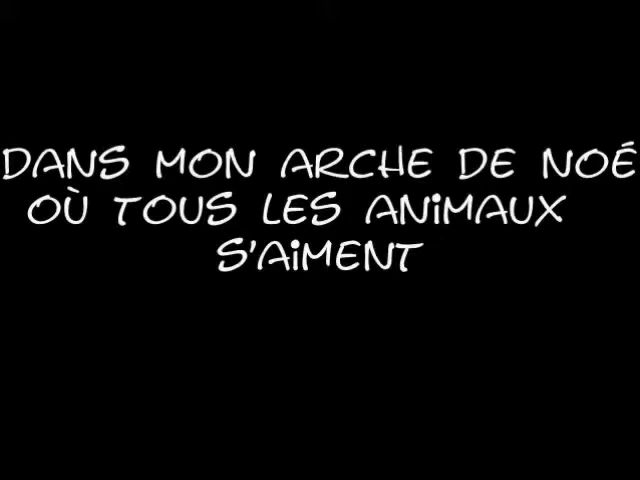 DANS MON ARCHE DE NOÉ
OÙ TOUS LES ANIMAUX
S'AIMENT